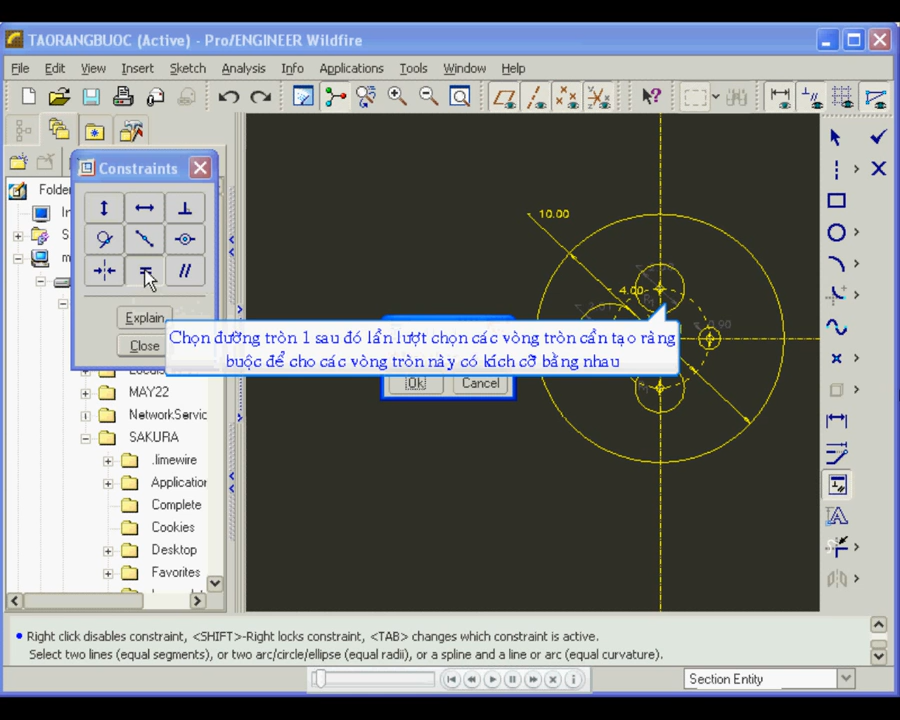 TAORANGBUOC (Active) - Pro/ENGINEER Wildfire
File Edit View Insert Sketch Analysis Info Applications Tools Window Help
Constraints
Folde
In
S
m
Explain
Close
10.00
4.00
Chọn đường tròn 1 sau đó lần lượt chọn các vòng tròn cần tạo ràng
buộc để cho các vòng tròn này có kích cỡ bằng nhau
Ok Cancel
MAY22
NetworkServic
SAKURA
.limewire
Application
Complete
Cookies
Desktop
Favorites
Right click disables constraint, <SHIFT>-Right locks constraint, <TAB> changes which constraint is active.
Select two lines (equal segments), or two arc/circle/ellipse (equal radii), or a spline and a line or arc (equal curvature).
Section Entity